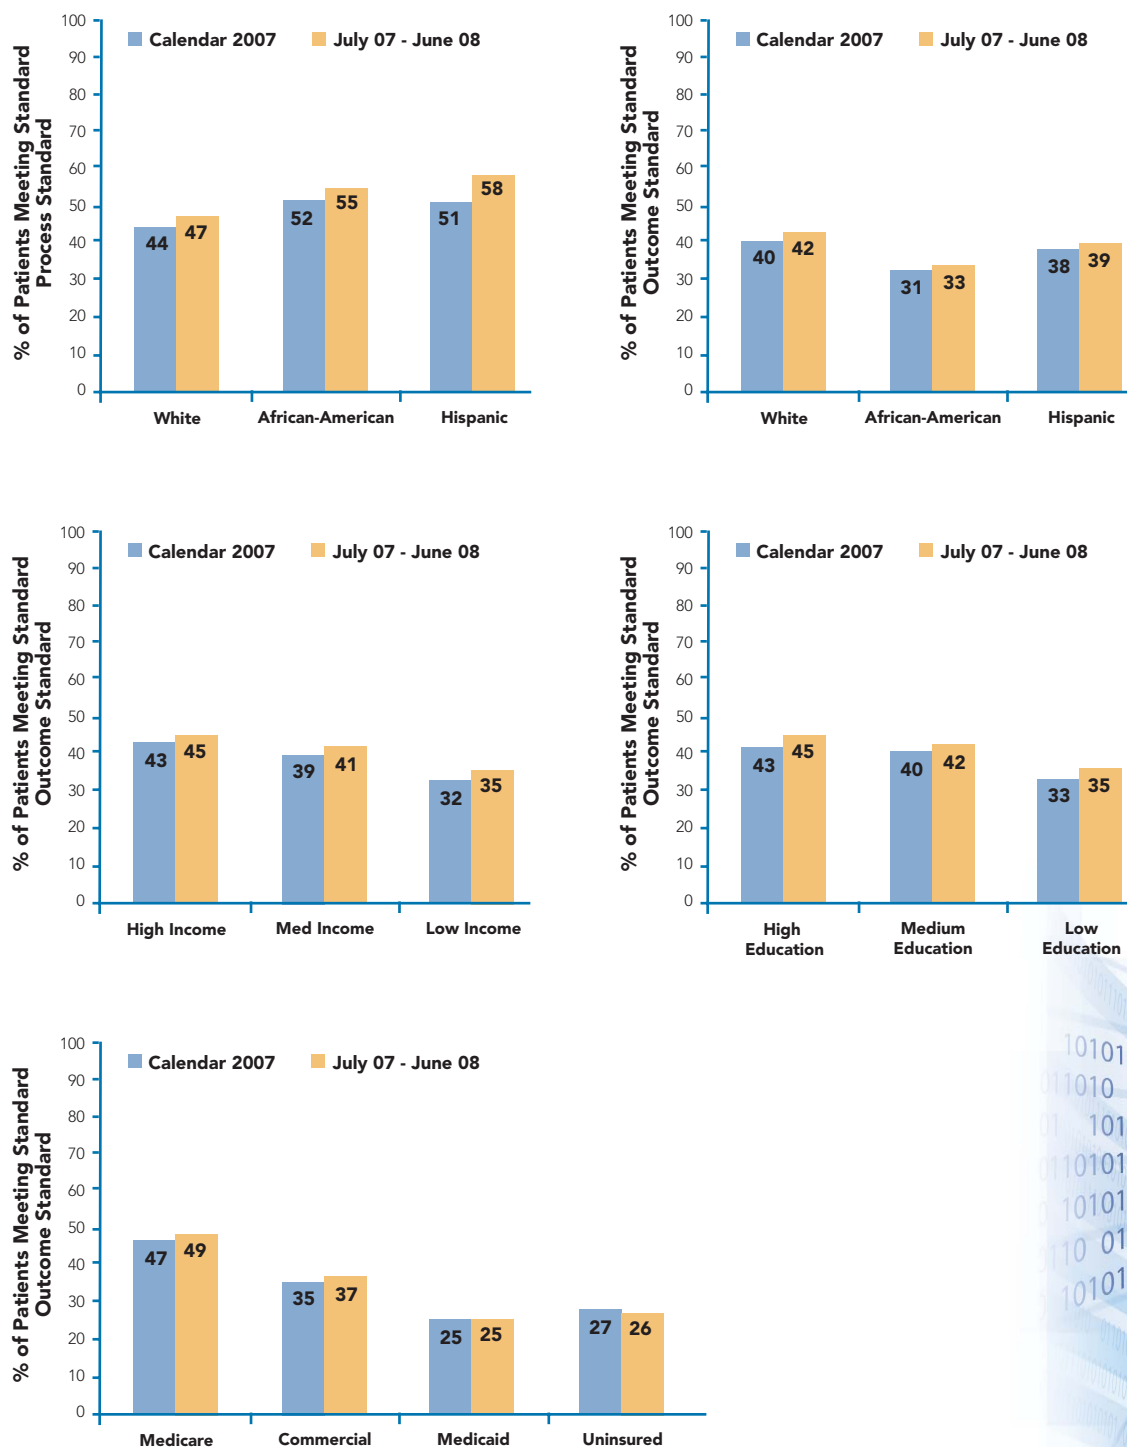 % of Patients Meeting Standard
Process Standard
100
90
80
70
60
50
40
30
20
10
0
Calendar 2007
July 07 - June 08
44
47
52
55
51
58
White
African-American
Hispanic
% of Patients Meeting Standard
Outcome Standard
100
90
80
70
60
50
40
30
20
10
0
Calendar 2007
July 07 - June 08
40
42
31
33
38
39
White
African-American
Hispanic
% of Patients Meeting Standard
Outcome Standard
100
90
80
70
60
50
40
30
20
10
0
Calendar 2007
July 07 - June 08
43
45
39
41
32
35
High Income
Med Income
Low Income
% of Patients Meeting Standard
Outcome Standard
100
90
80
70
60
50
40
30
20
10
0
Calendar 2007
July 07 - June 08
43
45
40
42
33
35
High
Education
Medium
Education
Low
Education
% of Patients Meeting Standard
Outcome Standard
100
90
80
70
60
50
40
30
20
10
0
Calendar 2007
July 07 - June 08
47
49
35
37
25
25
27
26
Medicare
Commercial
Medicaid
Uninsured
10101
011010
01 101
0110101
10101
0110 01
10101